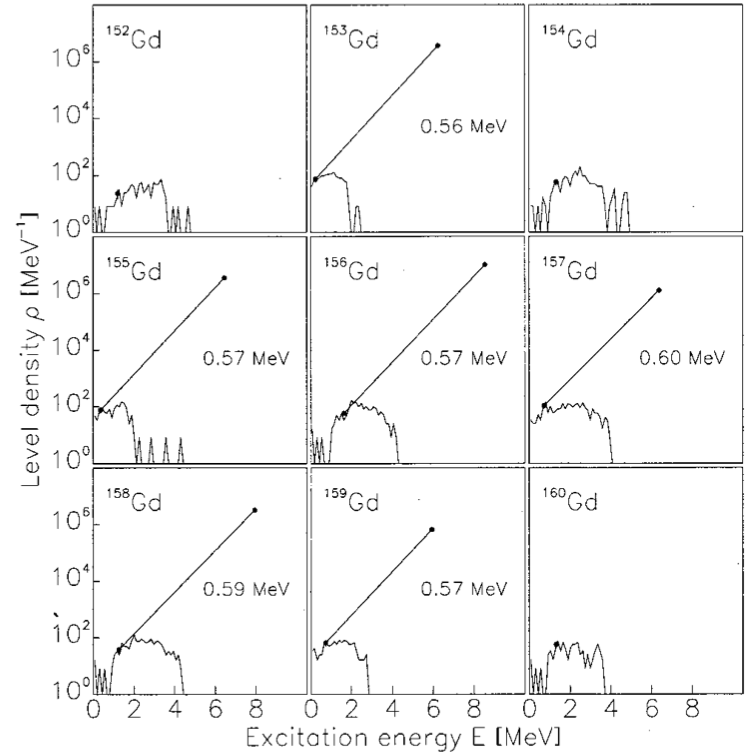 ¹⁵²Gd
¹⁵³Gd
0.56 MeV
¹⁵⁴Gd
10⁶
10⁴
10²
10⁰
¹⁵⁵Gd
0.57 MeV
¹⁵⁶Gd
0.57 MeV
¹⁵⁷Gd
0.60 MeV
10⁶
10⁴
10²
10⁰
Level density ρ [MeV⁻¹]
¹⁵⁸Gd
0.59 MeV
¹⁵⁹Gd
0.57 MeV
¹⁶⁰Gd
10⁶
10⁴
10²
10⁰
0 2 4 6 8 0 2 4 6 8 0 2 4 6 8
Excitation energy E [MeV]